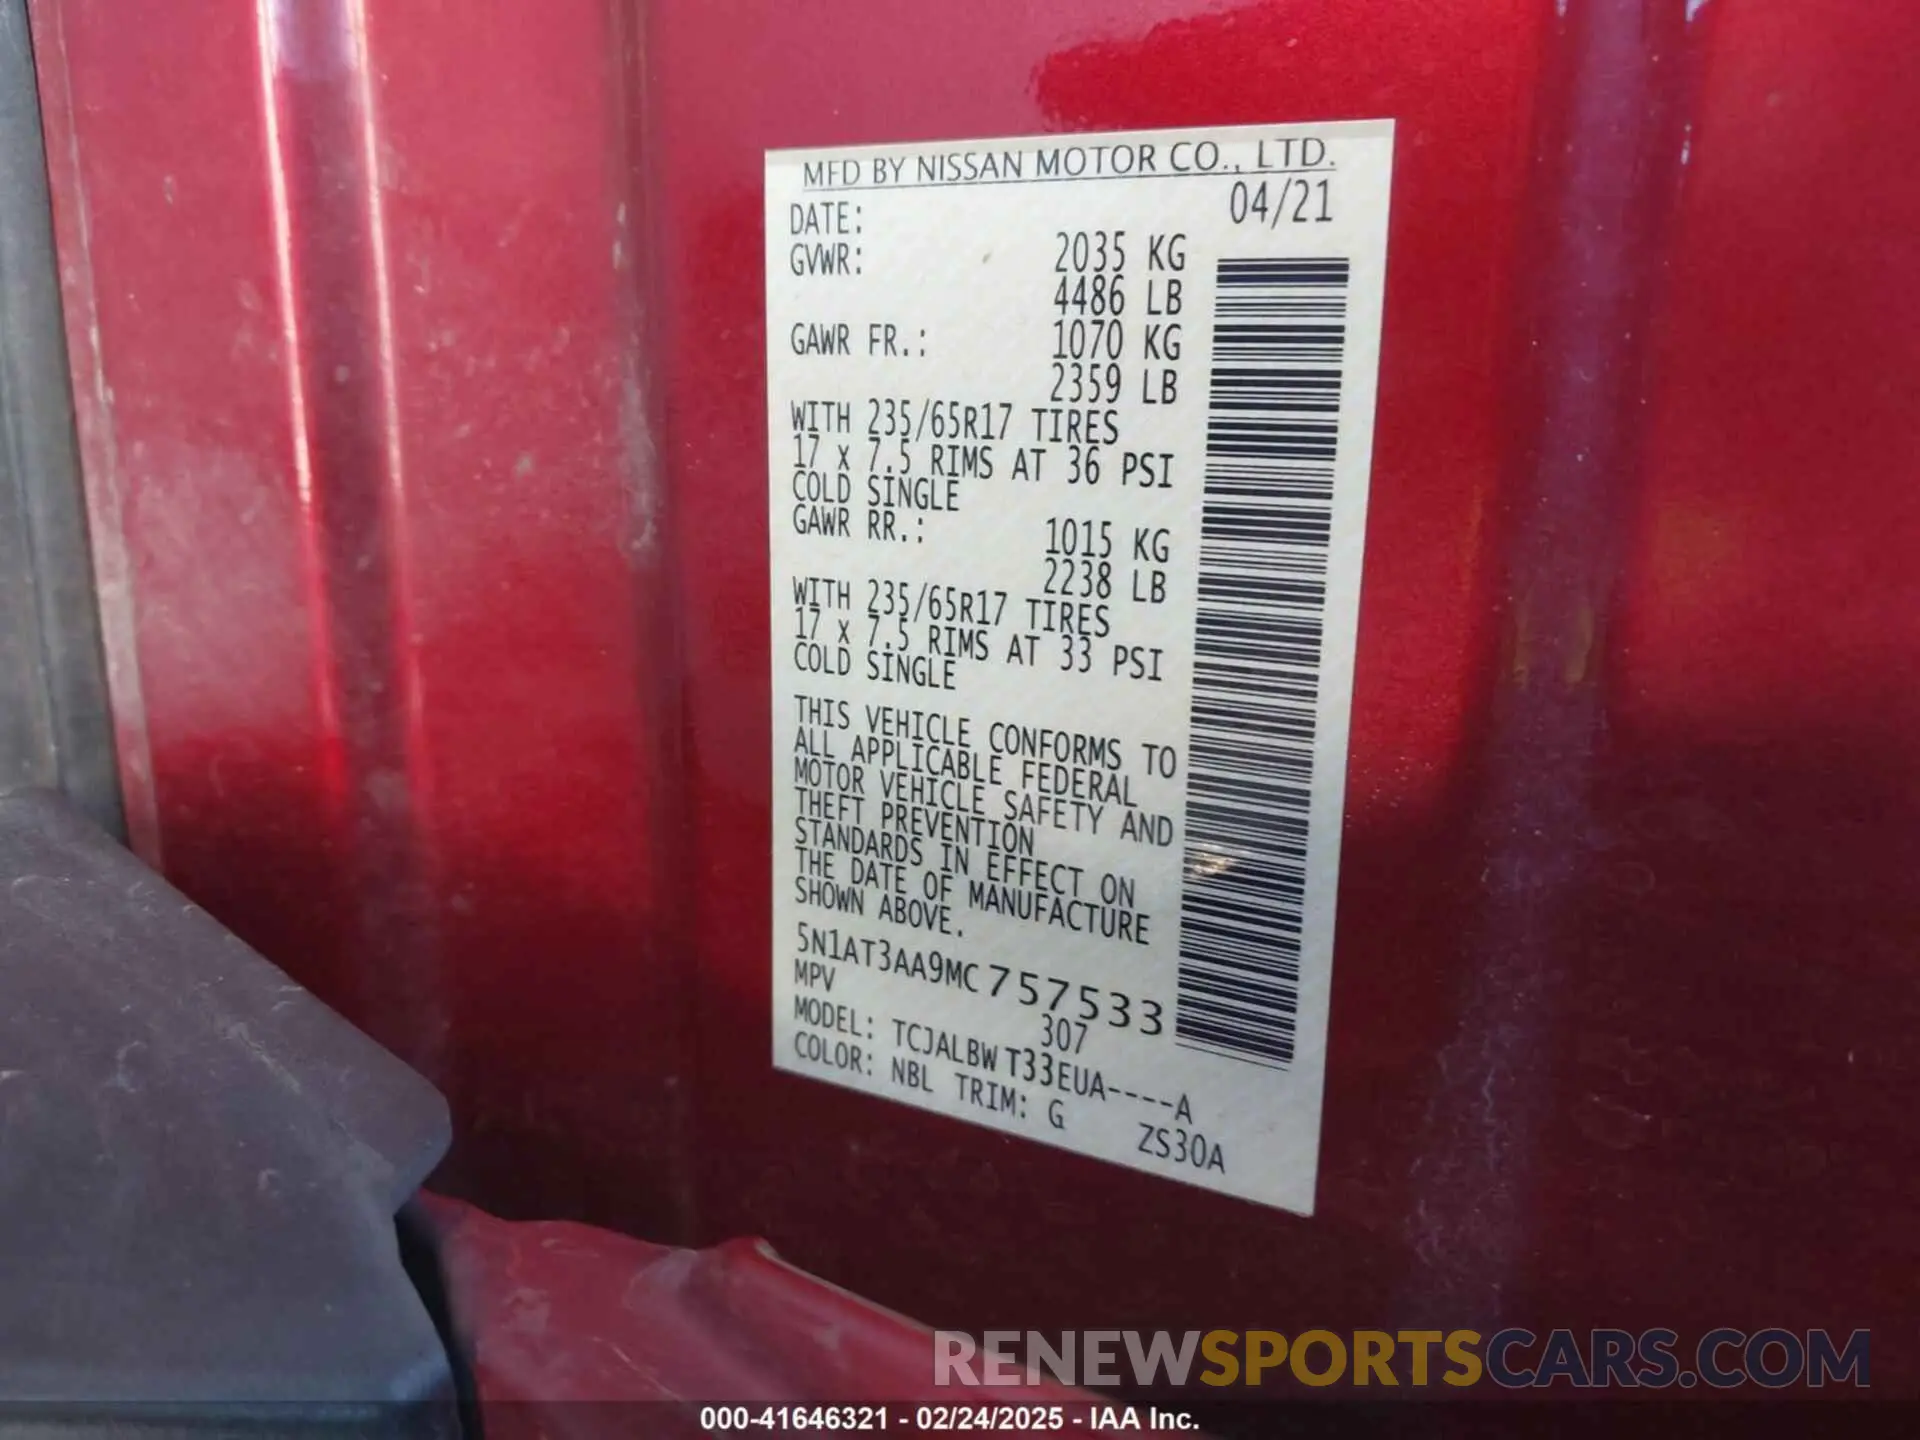 MFD BY NISSAN MOTOR CO., LTD.
DATE: 04/21
GVWR: 2035 KG
4486 LB
GAWR FR.: 1070 KG
2359 LB
WITH 235/65R17 TIRES
17 x 7.5 RIMS AT 36 PSI
COLD SINGLE
GAWR RR.: 1015 KG
2238 LB
WITH 235/65R17 TIRES
17 x 7.5 RIMS AT 33 PSI
COLD SINGLE
THIS VEHICLE CONFORMS TO
ALL APPLICABLE FEDERAL
MOTOR VEHICLE SAFETY AND
THEFT PREVENTION
STANDARDS IN EFFECT ON
THE DATE OF MANUFACTURE
SHOWN ABOVE.
5N1AT3AA9MC757533
MPV 307
MODEL: TCJALBW T33EUA----A
COLOR: NBL TRIM: G ZS30A
RENEWSPORTSCARS.COM
000-41646321 - 02/24/2025 - IAA Inc.